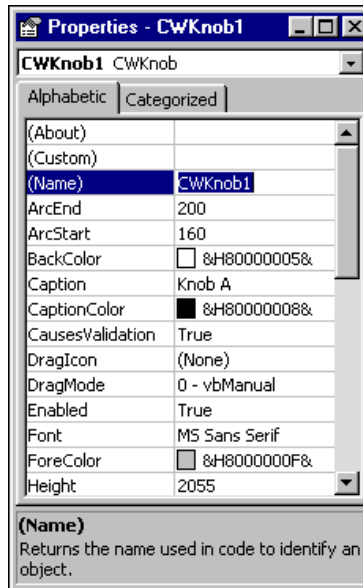 Properties - CWKnob1
CWKnob1 CWKnob
Alphabetic Categorized
(About)
(Custom)
(Name) CWKnob1
ArcEnd 200
ArcStart 160
BackColor &H80000005&
Caption Knob A
CaptionColor &H80000008&
CausesValidation True
DragIcon (None)
DragMode 0 - vbManual
Enabled True
Font MS Sans Serif
ForeColor &H8000000F&
Height 2055
(Name)
Returns the name used in code to identify an
object.